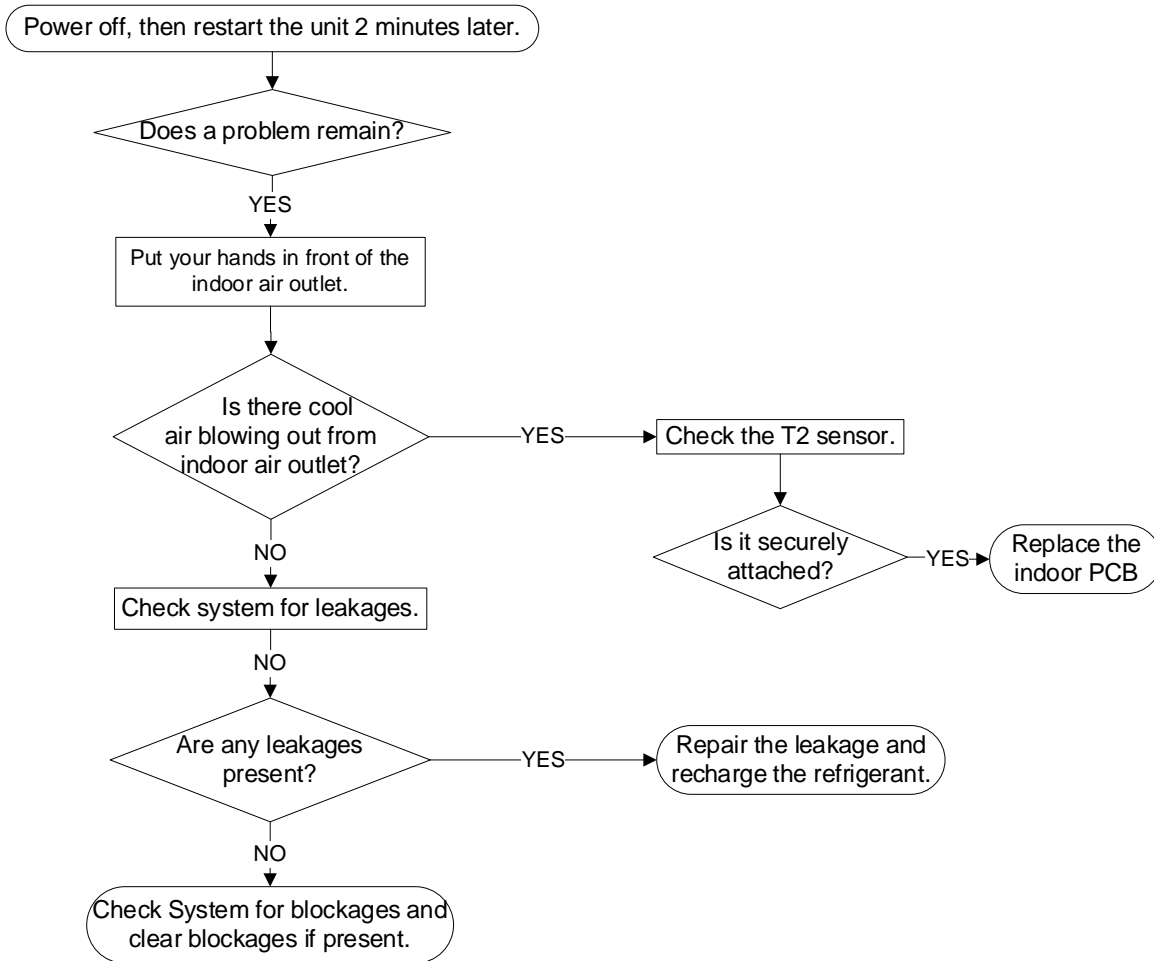 Power off, then restart the unit 2 minutes later.
Does a problem remain?
YES
Put your hands in front of the
indoor air outlet.
Is there cool
air blowing out from
indoor air outlet?
YES
Check the T2 sensor.
Is it securely
attached?
YES
Replace the
indoor PCB
NO
Check system for leakages.
NO
Are any leakages
present?
YES
Repair the leakage and
recharge the refrigerant.
NO
Check System for blockages and
clear blockages if present.